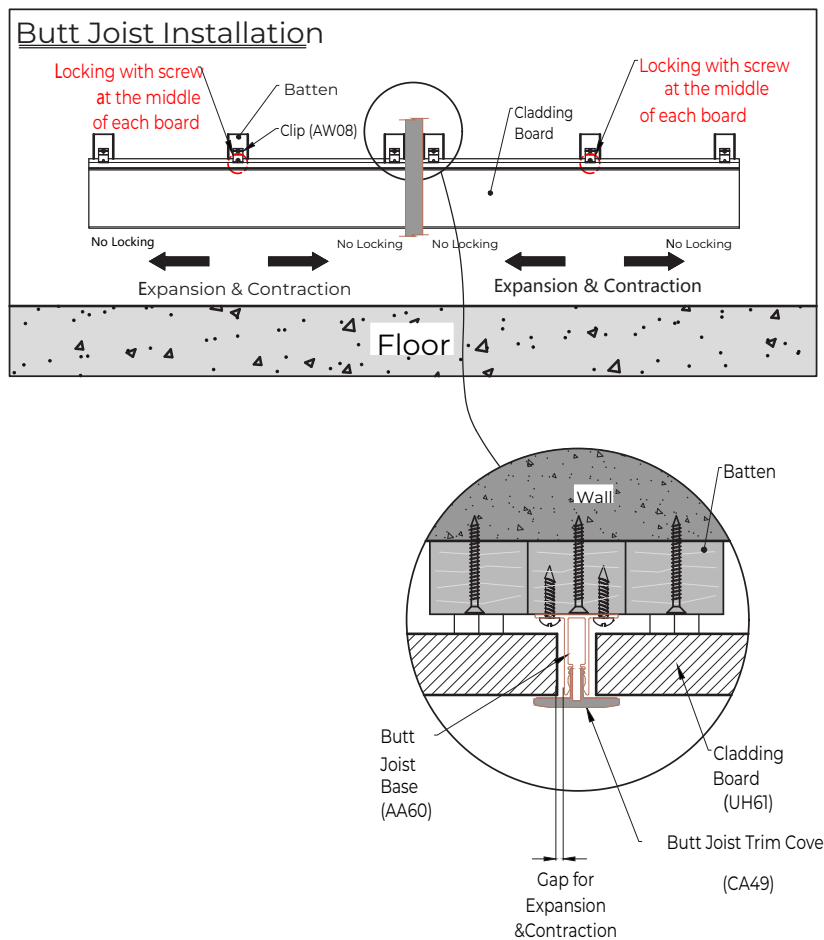 Butt Joist Installation
Locking with screw
at the middle
of each board
Batten
Clip (AW08)
Cladding
Board
Locking with screw
at the middle
of each board
No Locking
No Locking
No Locking
No Locking
Expansion & Contraction
Expansion & Contraction
Floor
Wall
Batten
Butt
Joist
Base
(AA60)
Cladding
Board
(UH61)
Butt Joist Trim Cove
(CA49)
Gap for
Expansion
&Contraction